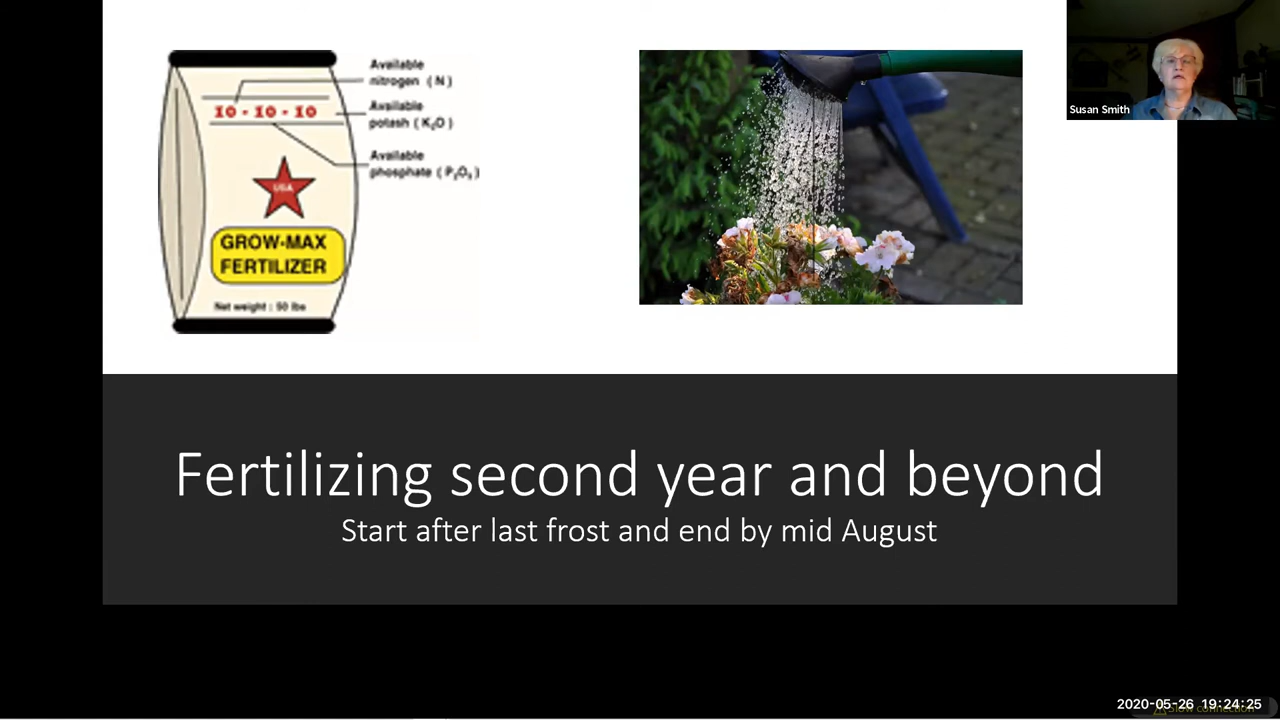 Available
nitrogen ( N )
10 - 10 - 10
Available
potash ( K₂O )
Available
phosphate ( P₂O₅ )
USA
GROW-MAX
FERTILIZER
Net weight : 50 lbs
Susan Smith
Fertilizing second year and beyond
Start after last frost and end by mid August
2020-05-26 19:24:25
Slow connection